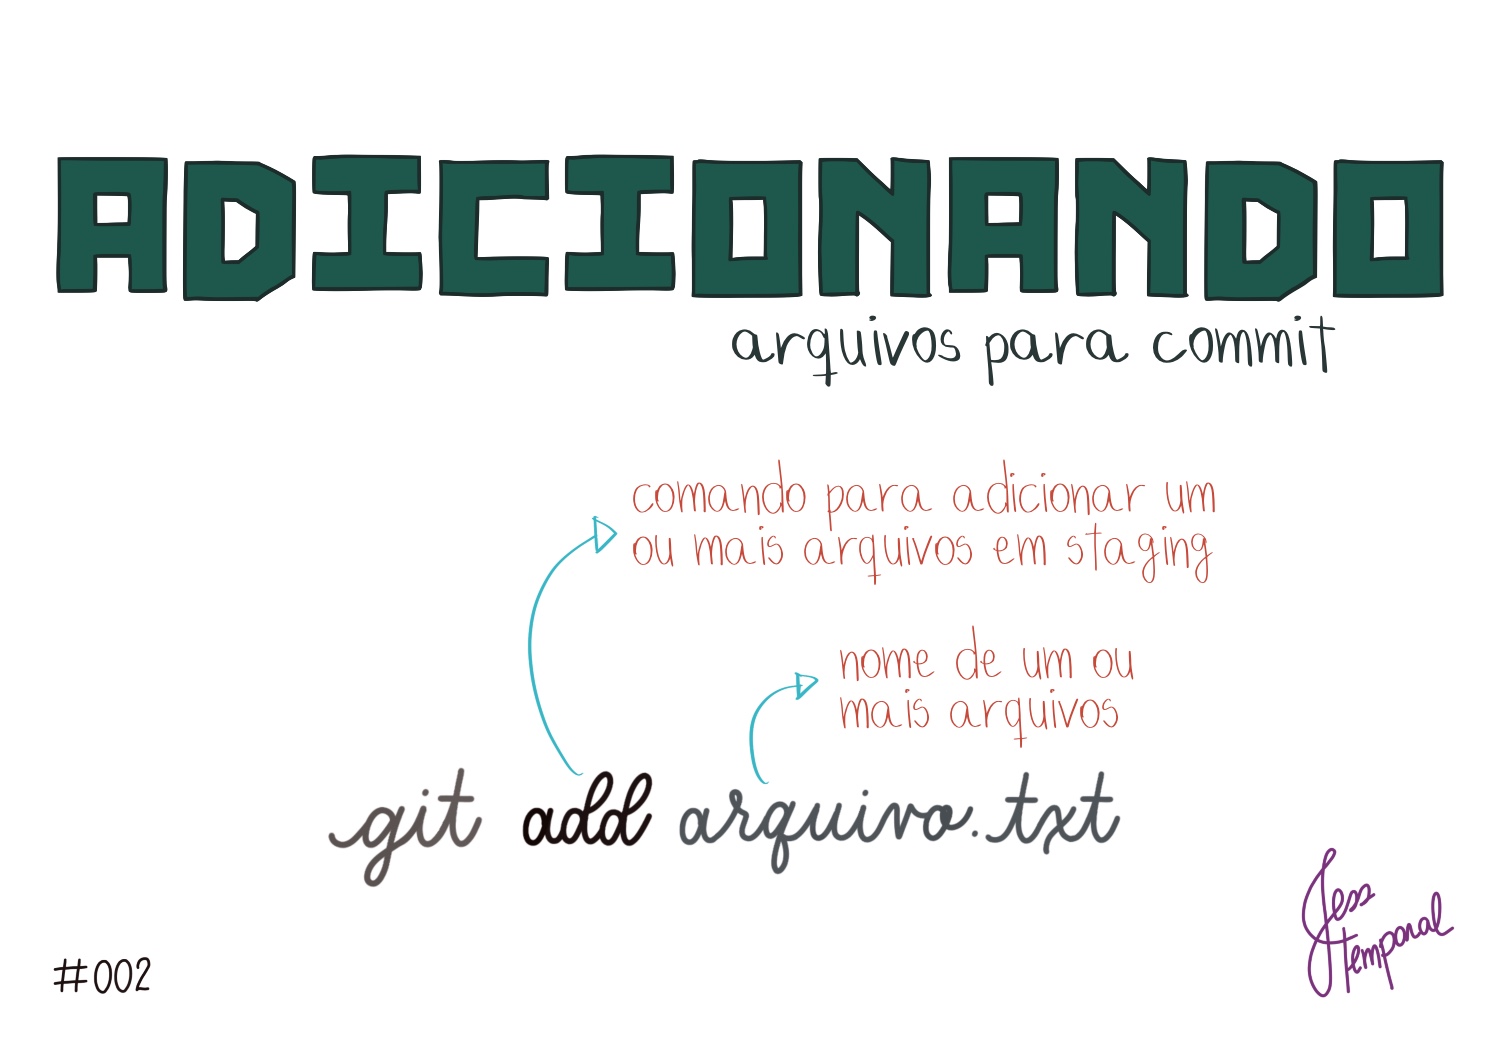 ADICIONANDO
arquivos para commit
comando para adicionar um
ou mais arquivos em staging
nome de um ou
mais arquivos
git add arquivo.txt
#002
Jess
temporal